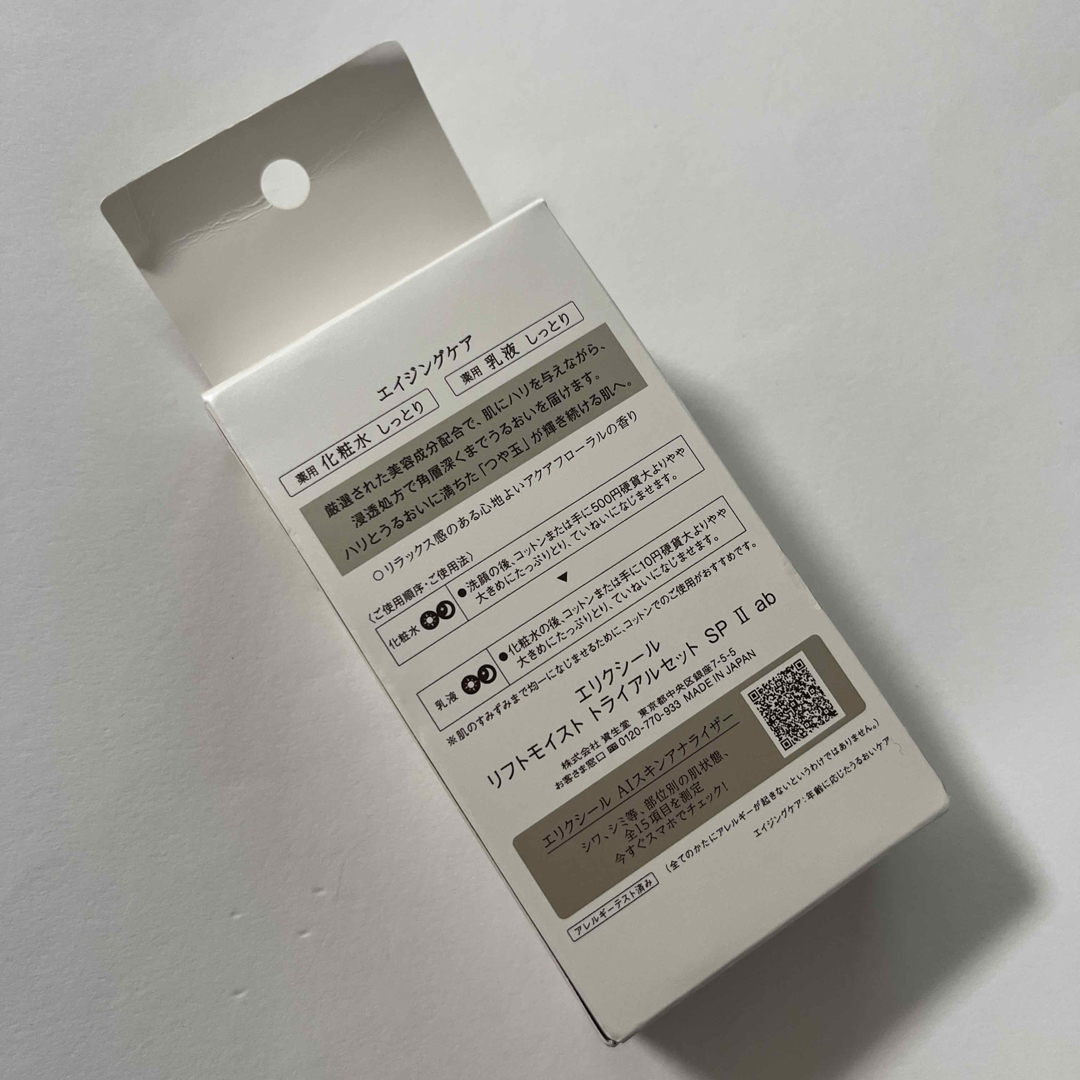 エイジングケア
薬用 化粧水 しっとり
薬用 乳液 しっとり
厳選された美容成分配合で、肌にハリを与えながら、
浸透処方で角層深くまでうるおいを届けます。
ハリとうるおいに満ちた「つや玉」が輝き続ける肌へ。
○リラックス感のある心地よいアクアフローラルの香り
〈ご使用順序・ご使用法〉
化粧水
●洗顔の後、コットンまたは手に500円硬貨大よりやや
大きめにたっぷりとり、ていねいになじませます。
▼
乳液
●化粧水の後、コットンまたは手に10円硬貨大よりやや
大きめにたっぷりとり、ていねいになじませます。
※肌のすみずみまで均一になじませるために、コットンでのご使用がおすすめです。
エリクシール
リフトモイスト トライアルセット SP Ⅱ ab
株式会社 資生堂 東京都中央区銀座7-5-5
お客さま窓口 0120-770-933 MADE IN JAPAN
エリクシール AIスキンアナライザー
シワ、シミ等、部位別の肌状態、
全15項目を測定
今すぐスマホでチェック!
アレルギーテスト済み
(全てのかたにアレルギーが起きないというわけではありません。)
エイジングケア：年齢に応じたうるおいケア